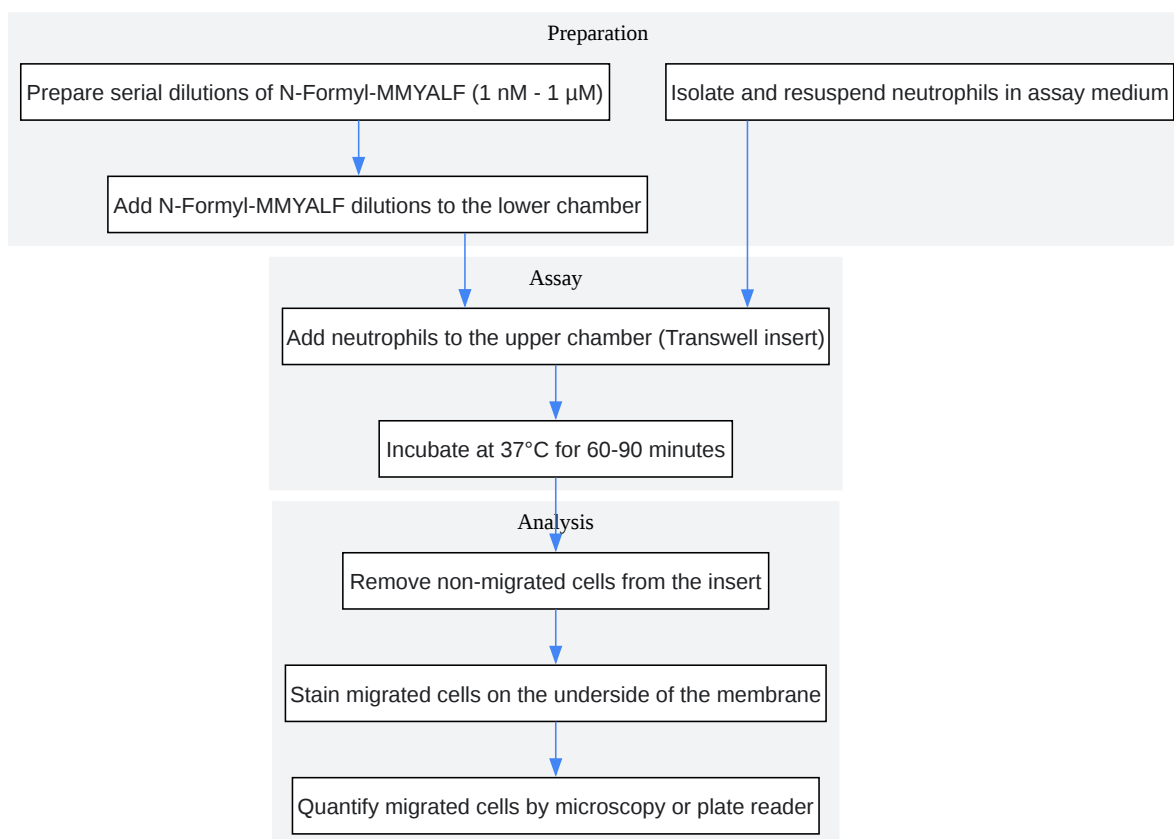 Preparation
Prepare serial dilutions of N-Formyl-MMYALF (1 nM - 1 µM)
Isolate and resuspend neutrophils in assay medium
Add N-Formyl-MMYALF dilutions to the lower chamber
Assay
Add neutrophils to the upper chamber (Transwell insert)
Incubate at 37°C for 60-90 minutes
Analysis
Remove non-migrated cells from the insert
Stain migrated cells on the underside of the membrane
Quantify migrated cells by microscopy or plate reader